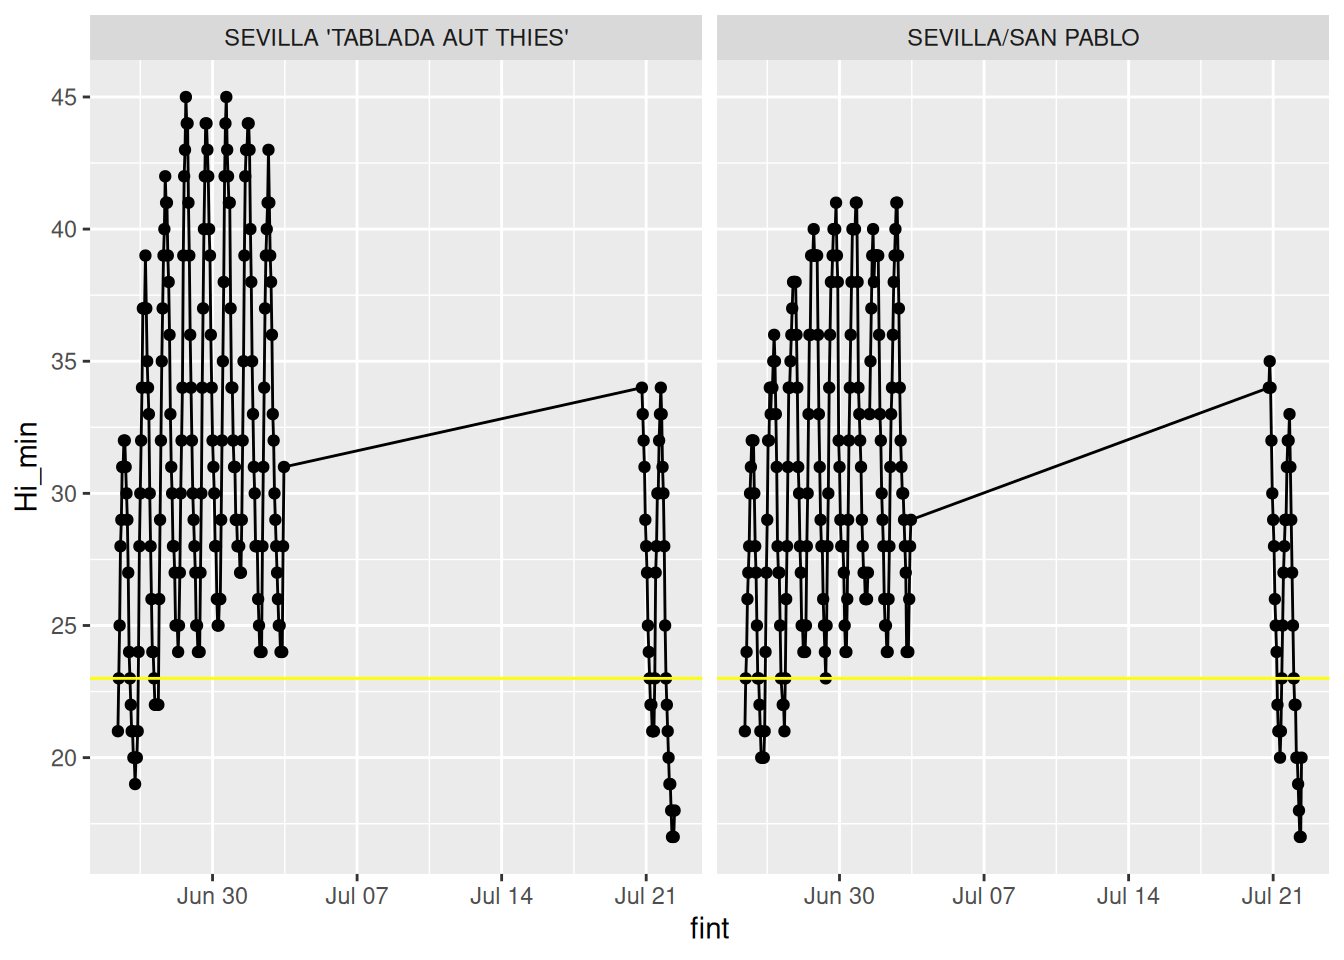 SEVILLA 'TABLADA AUT THIES'
SEVILLA/SAN PABLO
45
40
35
30
25
20
Hi_min
Jun 30
Jul 07
Jul 14
Jul 21
Jun 30
Jul 07
Jul 14
Jul 21
fint